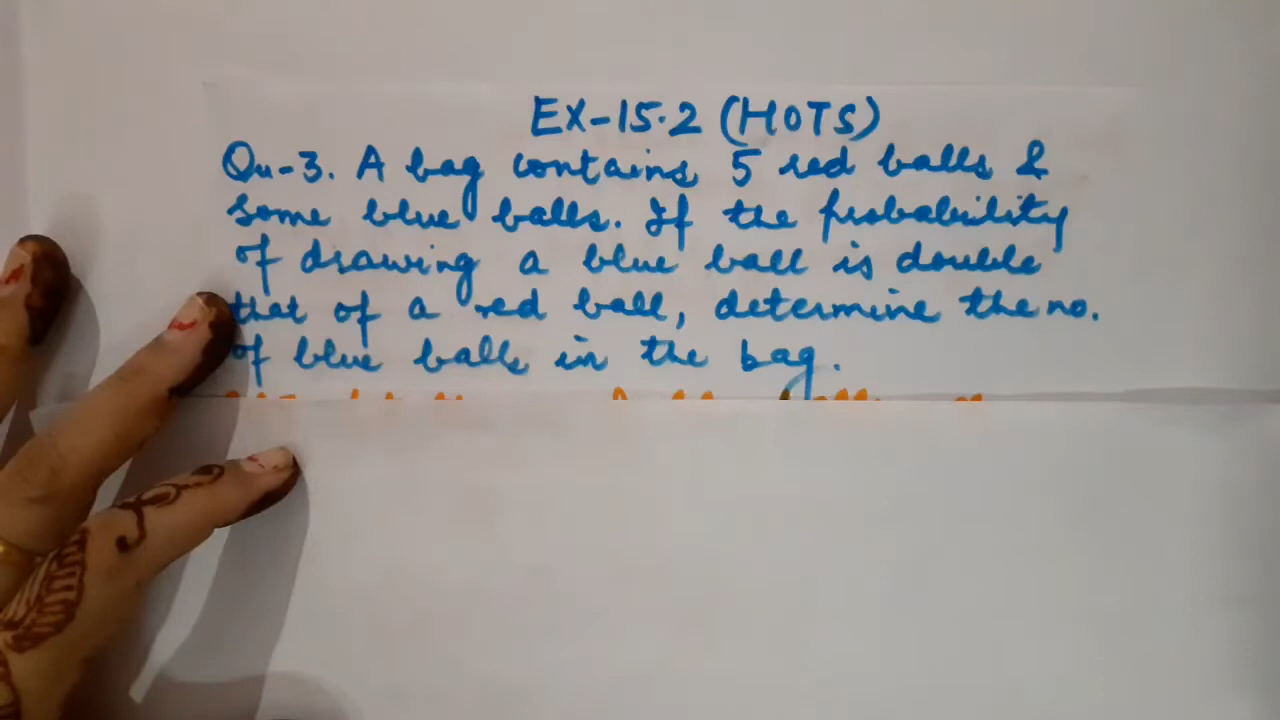 EX-15.2 (HOTS)
Qu-3. A bag contains 5 red balls &
some blue balls. If the probability
of drawing a blue ball is double
that of a red ball, determine the no.
of blue balls in the bag.